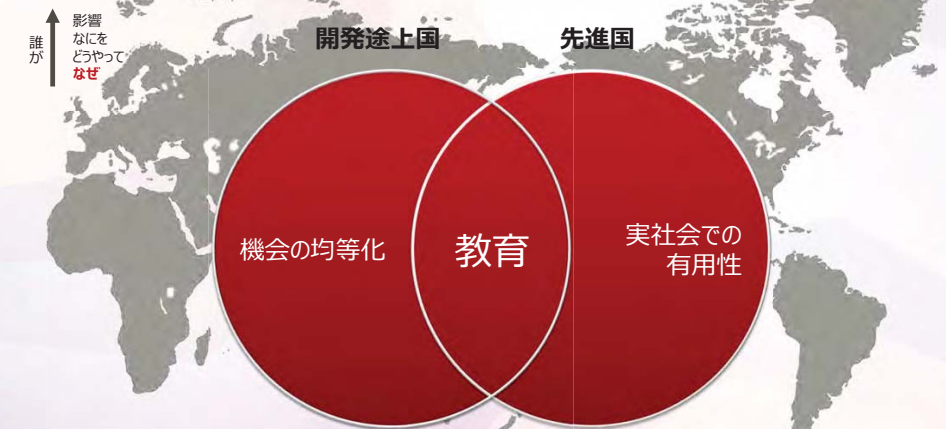 誰が
影響
なにを
どうやって
なぜ
開発途上国
先進国
機会の均等化
教育
実社会での
有用性